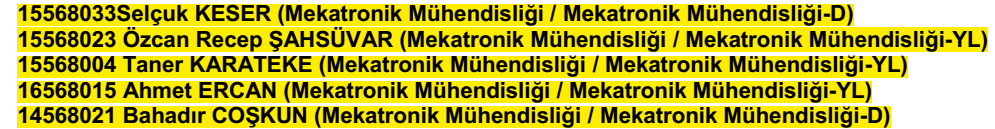 15568033Selçuk KESER (Mekatronik Mühendisliği / Mekatronik Mühendisliği-D)
15568023 Özcan Recep ŞAHSÜVAR (Mekatronik Mühendisliği / Mekatronik Mühendisliği-YL)
15568004 Taner KARATEKE (Mekatronik Mühendisliği / Mekatronik Mühendisliği-YL)
16568015 Ahmet ERCAN (Mekatronik Mühendisliği / Mekatronik Mühendisliği-YL)
14568021 Bahadır COŞKUN (Mekatronik Mühendisliği / Mekatronik Mühendisliği-D)